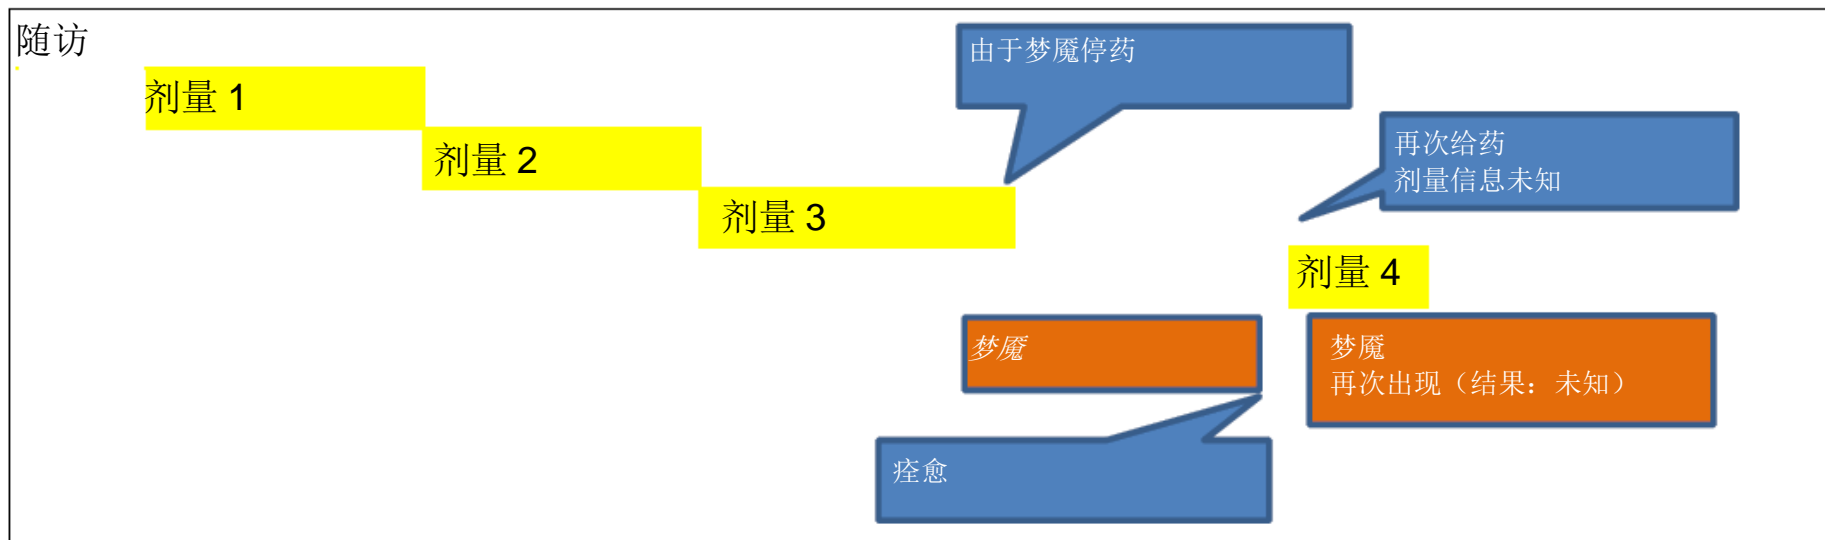 随访
由于梦魇停药
剂量 1
再次给药
剂量信息未知
剂量 2
剂量 3
剂量 4
梦魇
梦魇
再次出现（结果：未知）
痊愈